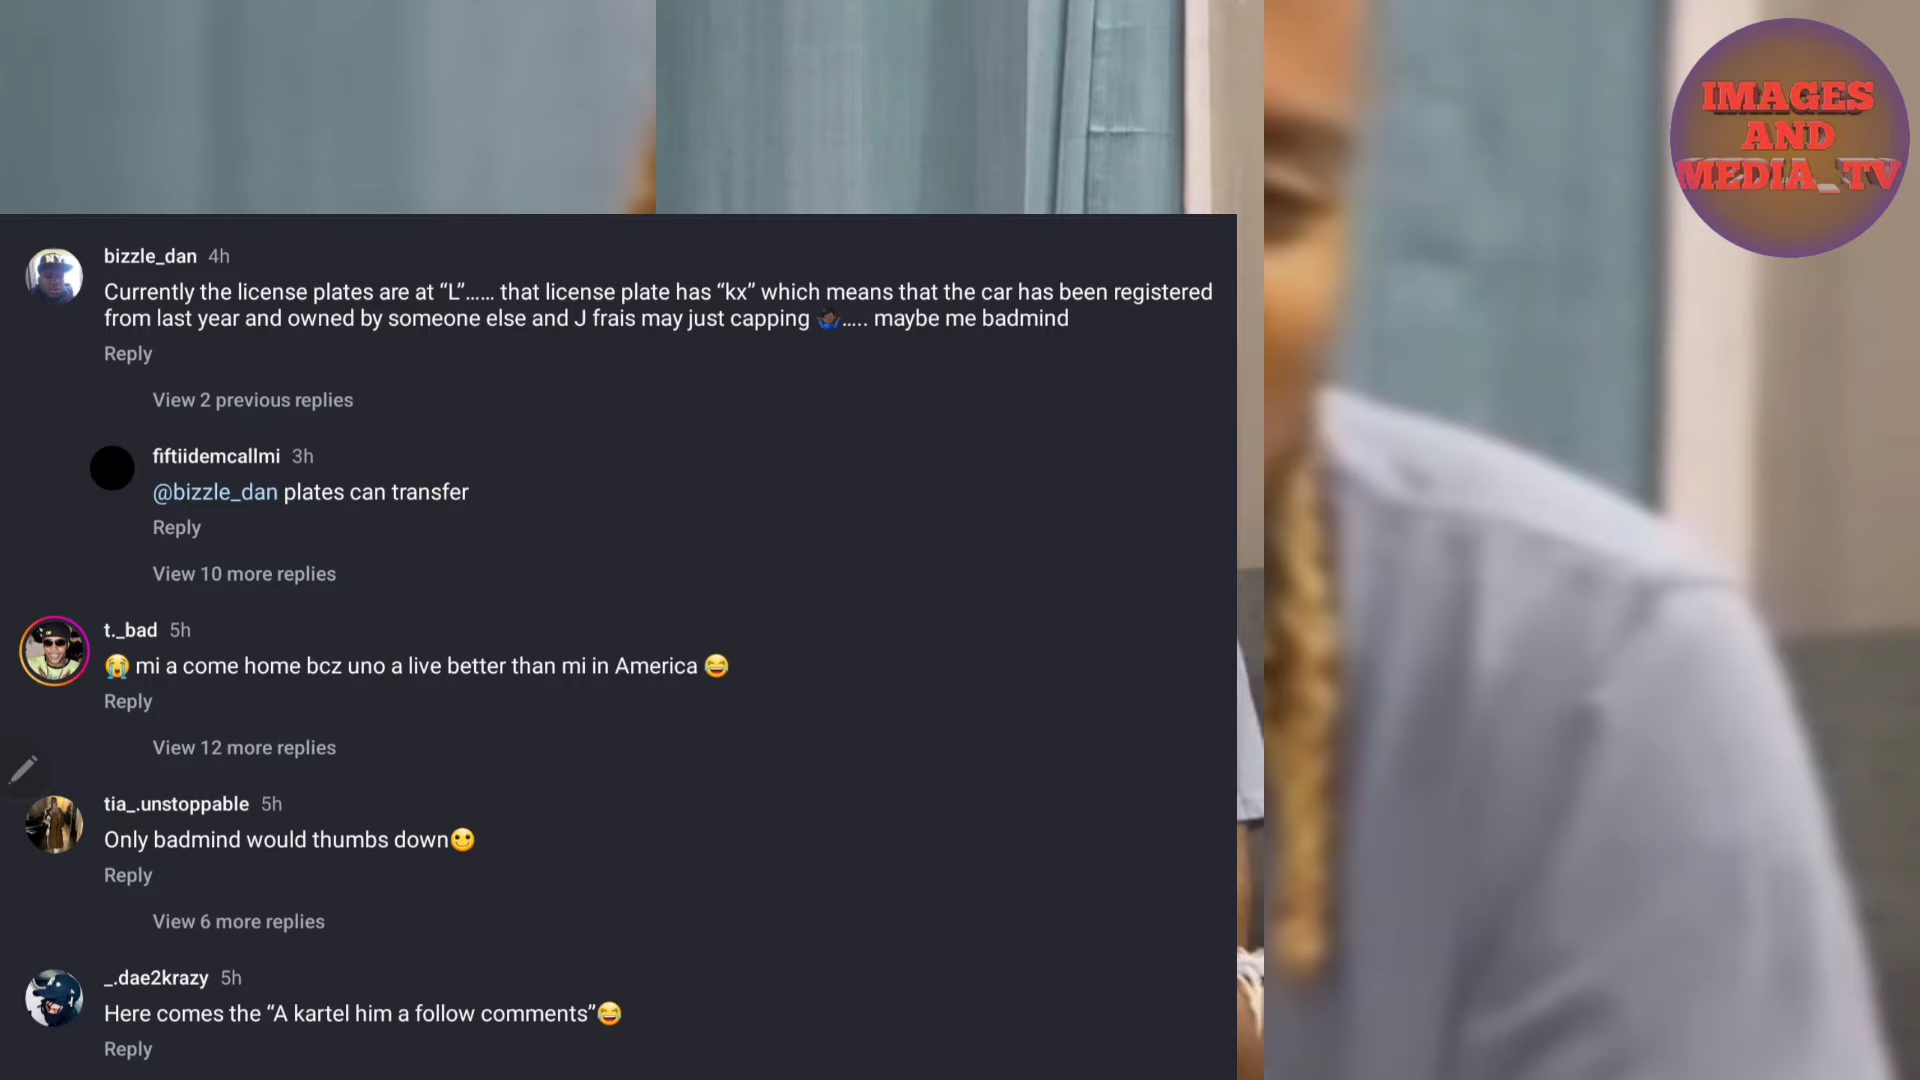 IMAGES
AND
MEDIA_TV
bizzle_dan 4h
Currently the license plates are at “L”...... that license plate has “kx” which means that the car has been registered
from last year and owned by someone else and J frais may just capping 🤷🏿‍♂️..... maybe me badmind
Reply
View 2 previous replies
fiftiidemcallmi 3h
@bizzle_dan plates can transfer
Reply
View 10 more replies
t._bad 5h
😭 mi a come home bcz uno a live better than mi in America 😂
Reply
View 12 more replies
tia_.unstoppable 5h
Only badmind would thumbs down🙂
Reply
View 6 more replies
_.dae2krazy 5h
Here comes the “A kartel him a follow comments”😂
Reply